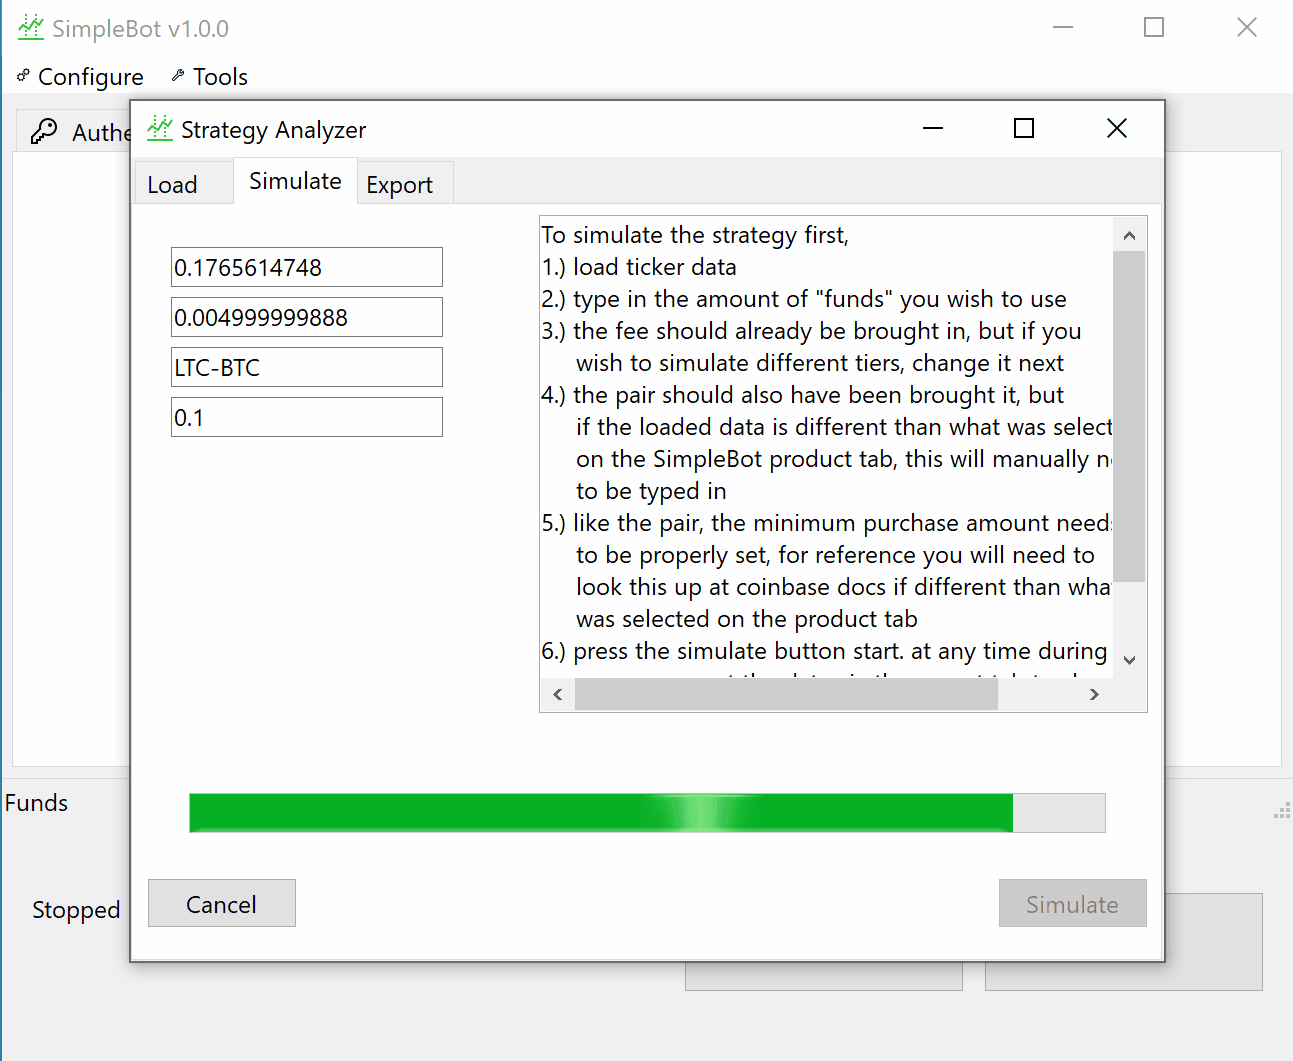 SimpleBot v1.0.0
Configure Tools
Strategy Analyzer
Load Simulate Export
0.1765614748
0.004999999888
LTC-BTC
0.1
To simulate the strategy first,
1.) load ticker data
2.) type in the amount of "funds" you wish to use
3.) the fee should already be brought in, but if you
wish to simulate different tiers, change it next
4.) the pair should also have been brought it, but
if the loaded data is different than what was select
on the SimpleBot product tab, this will manually
to be typed in
5.) like the pair, the minimum purchase amount needs
to be properly set, for reference you will need to
look this up at coinbase docs if different than what
was selected on the product tab
6.) press the simulate button start. at any time during
Funds
Stopped
Cancel
Simulate